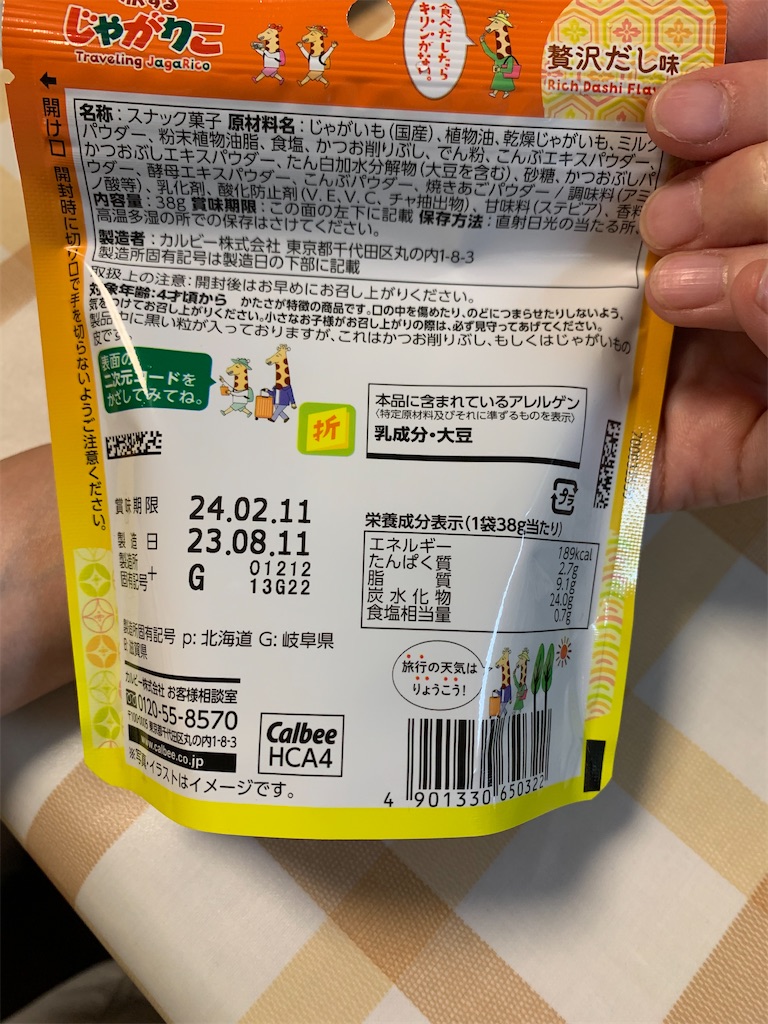 旅する
じゃがりこ
Traveling JagaRico
食べだしたら
キリンがない。
贅沢だし味
Rich Dashi Flav
開け口 開封時に切り口で手を切らないようご注意ください。
名称：スナック菓子 原材料名：じゃがいも（国産）、植物油、乾燥じゃがいも、ミルク
パウダー、粉末植物油脂、食塩、かつお削りぶし、でん粉、こんぶエキスパウダー、
かつおぶしエキスパウダー、たん白加水分解物（大豆を含む）、砂糖、かつおぶしパ
ウダー、酵母エキスパウダー、こんぶパウダー、焼きあごパウダー／調味料（アミ
ノ酸等）、乳化剤、酸化防止剤（V.E、V.C、チャ抽出物）、甘味料（ステビア）、香料
内容量：38g 賞味期限：この面の左下に記載 保存方法：直射日光の当たる所、
高温多湿の所での保存はさけてください。
製造者：カルビー株式会社 東京都千代田区丸の内1-8-3
製造所固有記号は製造日の下部に記載
取扱上の注意：開封後はお早めにお召し上がりください。
対象年齢：4才頃から かたさが特徴の商品です。口の中を傷めたり、のどにつまらせたりしないよう、
気をつけてお召し上がりください。小さなお子様がお召し上がりの際は、必ず見守ってあげてください。
製品中に黒い粒が入っておりますが、これはかつお削りぶし、もしくはじゃがいもの
皮です。
表面の
二次元コードを
かざしてみてね。
折
本品に含まれているアレルゲン
（特定原材料及びそれに準ずるものを表示）
乳成分・大豆
賞味期限 24.02.11
製造日 23.08.11
製造所
固有記号＋ G 01212
13G22
プラ
栄養成分表示（1袋38g当たり）
エネルギー 189kcal
たんぱく質 2.7g
脂質 9.1g
炭水化物 24.0g
食塩相当量 0.7g
製造所固有記号 p：北海道 G：岐阜県
B：滋賀県
旅行の天気は
りょうこう！
カルビー株式会社 お客様相談室
0120-55-8570
〒100-0005 東京都千代田区丸の内1-8-3
www.calbee.co.jp
※写真・イラストはイメージです。
Calbee
HCA4
4 901330 650322